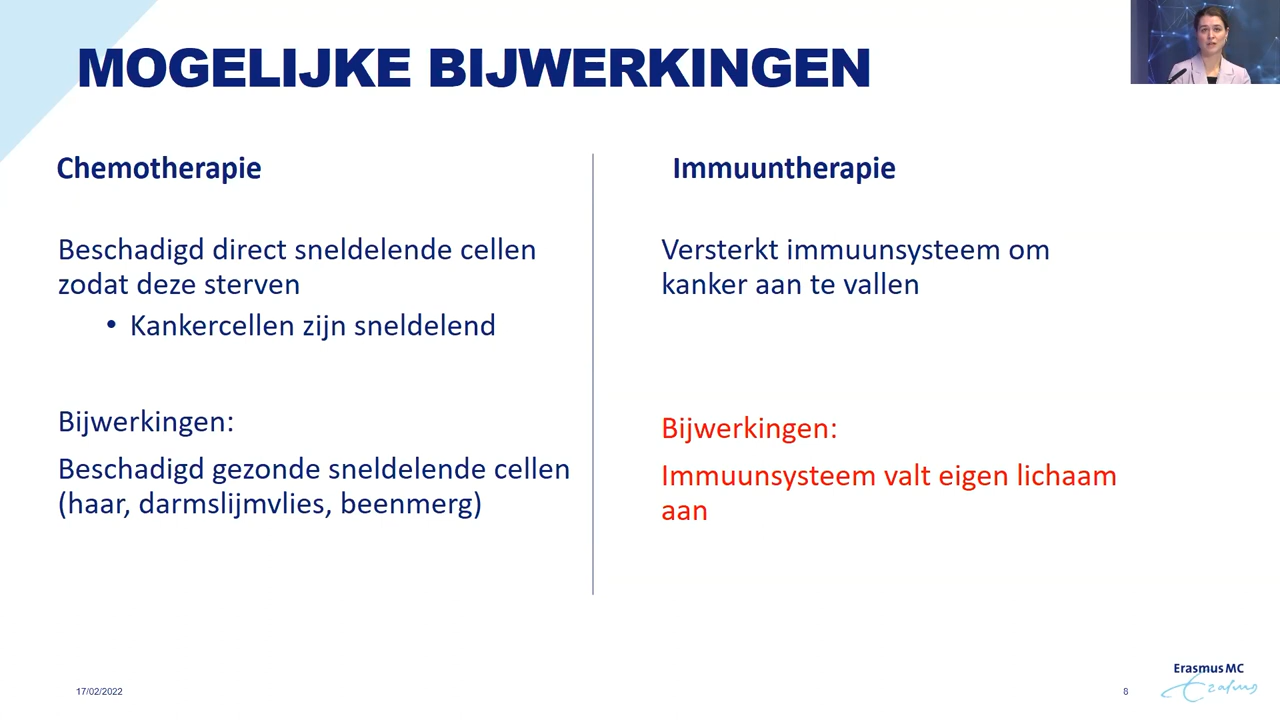 MOGELIJKE BIJWERKINGEN
Chemotherapie
Beschadigd direct sneldelende cellen
zodat deze sterven
• Kankercellen zijn sneldelend
Bijwerkingen:
Beschadigd gezonde sneldelende cellen
(haar, darmslijmvlies, beenmerg)
Immuuntherapie
Versterkt immuunsysteem om
kanker aan te vallen
Bijwerkingen:
Immuunsysteem valt eigen lichaam
aan
17/02/2022
8
Erasmus MC
Erasmus